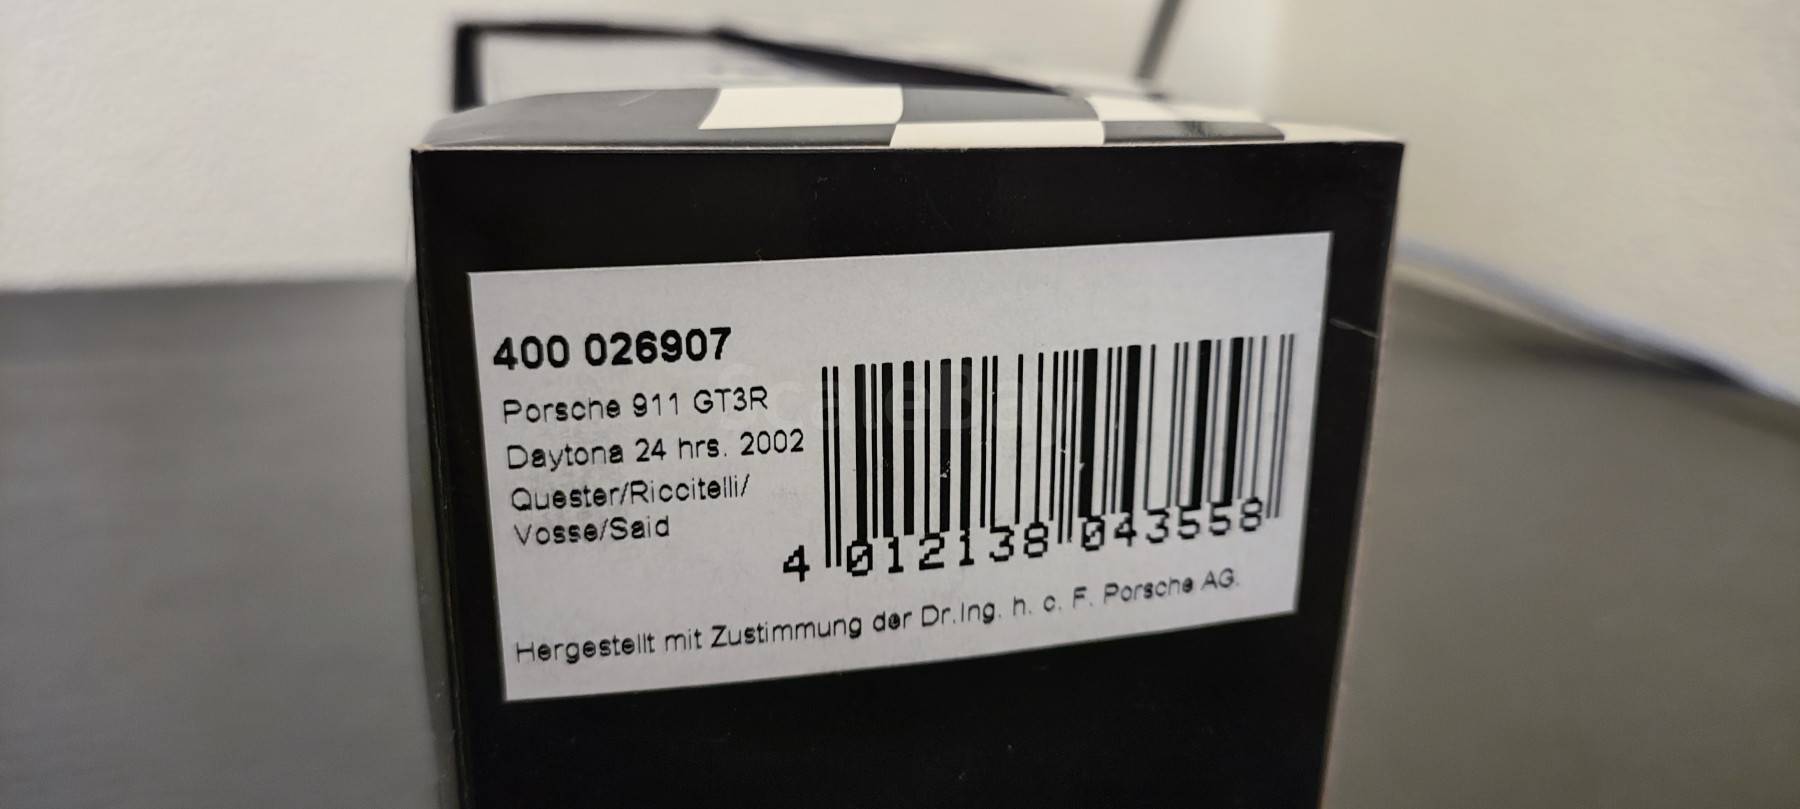 400 026907
Porsche 911 GT3R
Daytona 24 hrs. 2002
Quester/Riccitelli/
Vosse/Said
4 012138 043558
Hergestellt mit Zustimmung der Dr.Ing. h. c. F. Porsche AG.